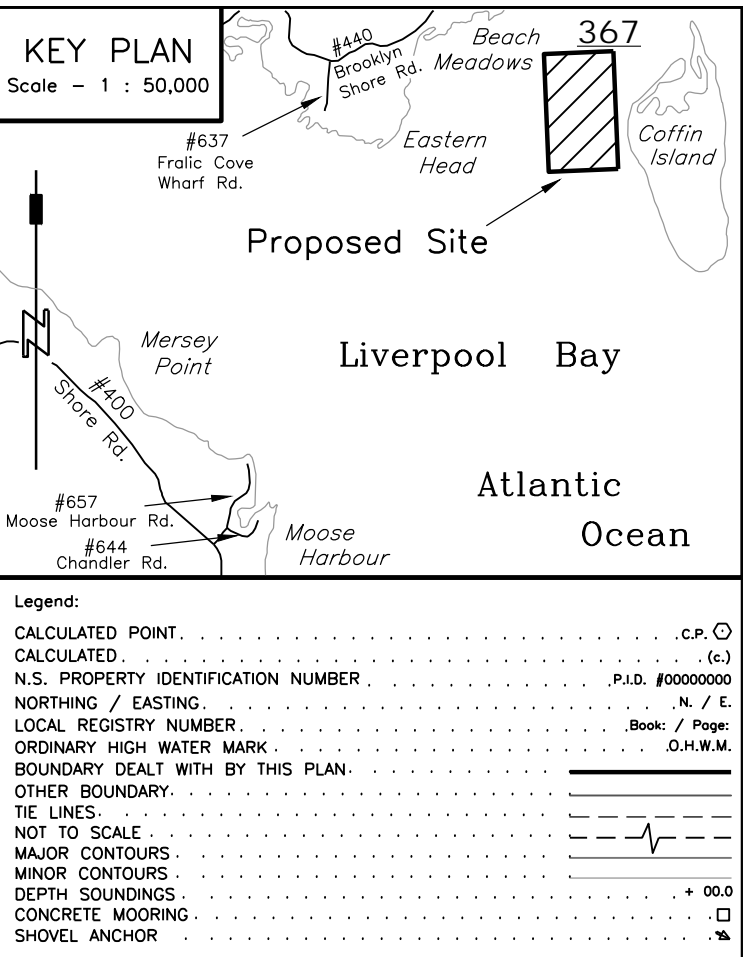 KEY PLAN
Scale - 1 : 50,000
#440
Brooklyn
Shore Rd.
Beach
Meadows
367
#637
Fralic Cove
Wharf Rd.
Eastern
Head
Coffin
Island
Proposed Site
Mersey
Point
Liverpool Bay
#400
Shore Rd.
Atlantic
Ocean
#657
Moose Harbour Rd.
#644
Chandler Rd.
Moose
Harbour
Legend:
CALCULATED POINT. . . . . . . . . . . . . . . . . . . . . . . . . . . . . .C.P.
CALCULATED. . . . . . . . . . . . . . . . . . . . . . . . . . . . . . . . . . (c.)
N.S. PROPERTY IDENTIFICATION NUMBER . . . . . . . . . . . . . .P.I.D. #00000000
NORTHING / EASTING. . . . . . . . . . . . . . . . . . . . . . . . . . . . .N. / E.
LOCAL REGISTRY NUMBER. . . . . . . . . . . . . . . . . . . . . . .Book: / Page:
ORDINARY HIGH WATER MARK . . . . . . . . . . . . . . . . . . . . . . .O.H.W.M.
BOUNDARY DEALT WITH BY THIS PLAN. . . . . . . . . . . .
OTHER BOUNDARY. . . . . . . . . . . . . . . . . . . . . .
TIE LINES. . . . . . . . . . . . . . . . . . . . . . . . . .
NOT TO SCALE . . . . . . . . . . . . . . . . . . . . . . .
MAJOR CONTOURS . . . . . . . . . . . . . . . . . . . . .
MINOR CONTOURS . . . . . . . . . . . . . . . . . . . . .
DEPTH SOUNDINGS . . . . . . . . . . . . . . . . . . . . . . . . . . . . + 00.0
CONCRETE MOORING . . . . . . . . . . . . . . . . . . . . . . . . . . . . .
SHOVEL ANCHOR . . . . . . . . . . . . . . . . . . . . . . . . . . . . . .